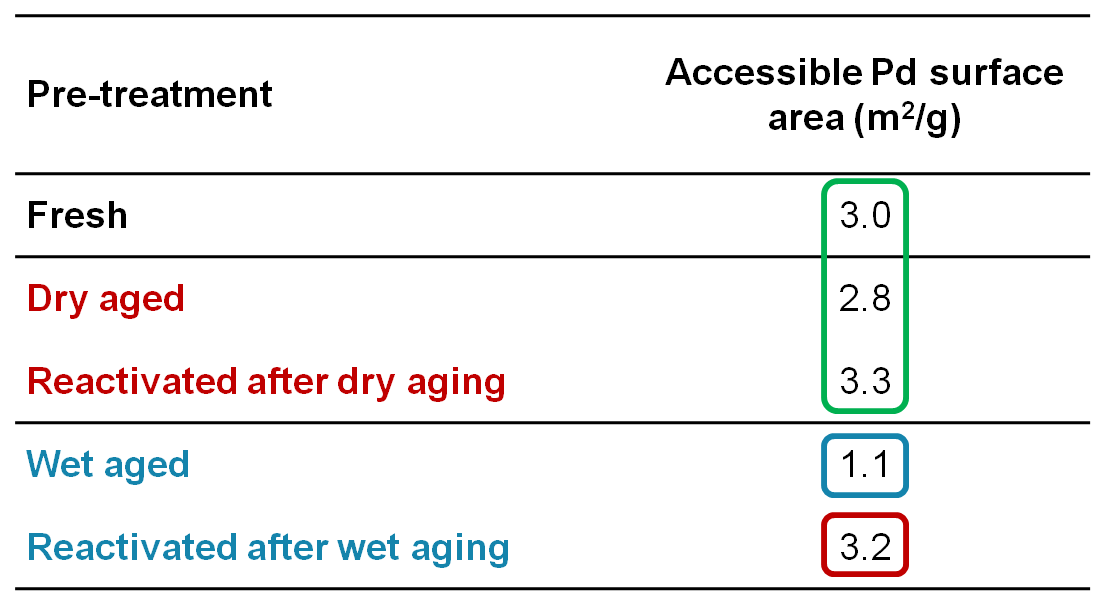 Pre-treatment
Accessible Pd surface
area (m²/g)
Fresh 3.0
Dry aged 2.8
Reactivated after dry aging 3.3
Wet aged 1.1
Reactivated after wet aging 3.2